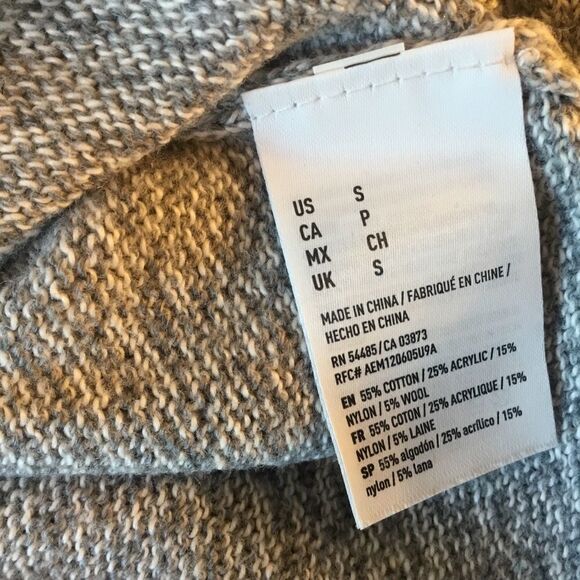 US S
CA P
MX CH
UK S
MADE IN CHINA / FABRIQUÉ EN CHINE /
HECHO EN CHINA
RN 54485 / CA 03873
RFC# AEM120605U9A
EN 55% COTTON / 25% ACRYLIC / 15%
NYLON / 5% WOOL
FR 55% COTON / 25% ACRYLIQUE / 15%
NYLON / 5% LAINE
SP 55% algodón / 25% acrílico / 15%
nylon / 5% lana